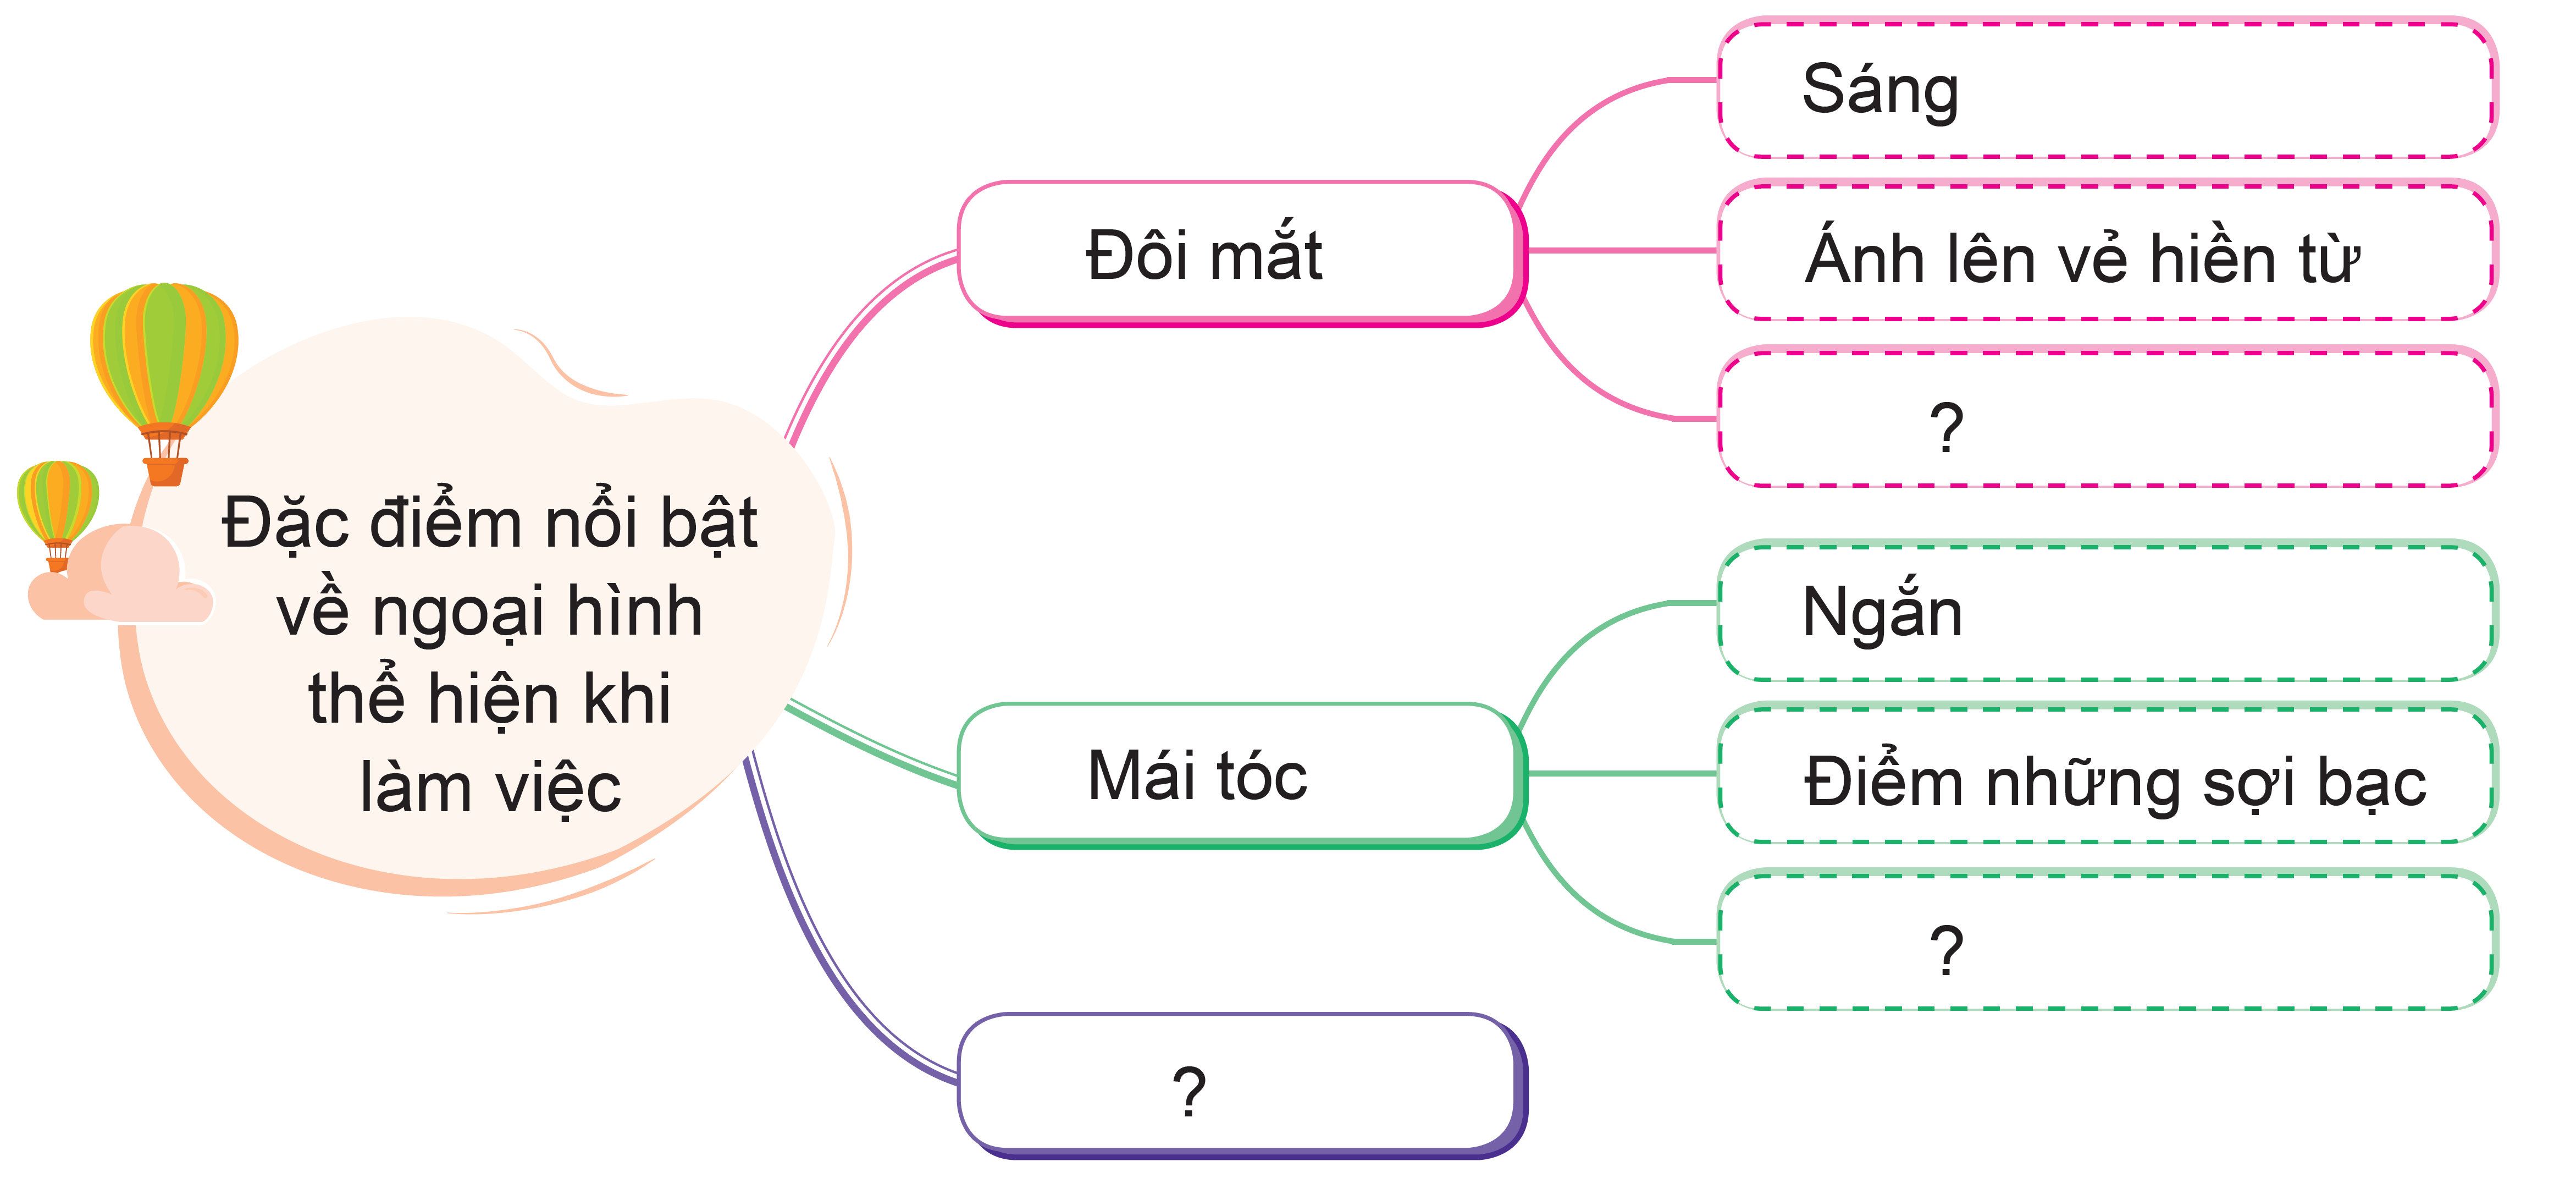 Đặc điểm nổi bật
về ngoại hình
thể hiện khi
làm việc
Đôi mắt
Sáng
Ánh lên vẻ hiền từ
?
Mái tóc
Ngắn
Điểm những sợi bạc
?
?